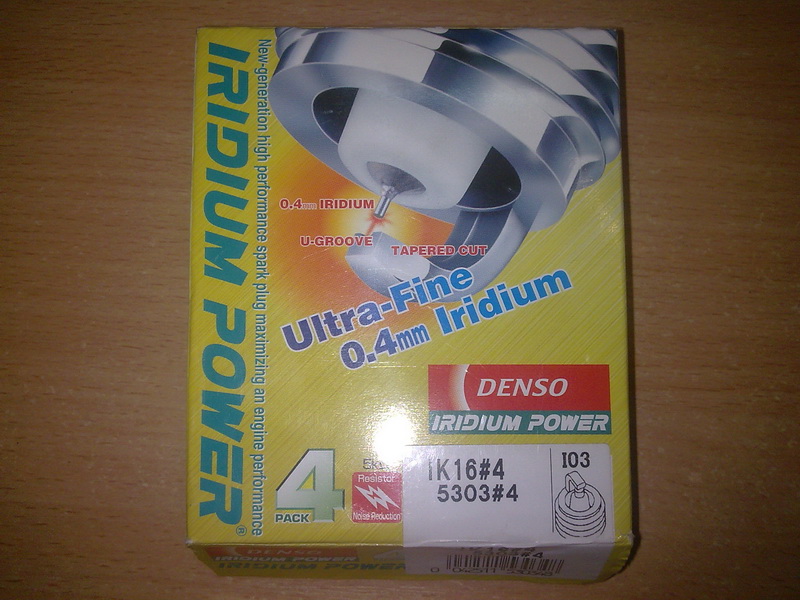 IRIDIUM POWER®
New-generation high performance spark plug maximizing an engine performance
0.4mm IRIDIUM
U-GROOVE
TAPERED CUT
Ultra-Fine
0.4mm Iridium
DENSO
IRIDIUM POWER
4
PACK
Resistor
Noise Reduction
IK16#4
5303#4
I03
DENSO
IRIDIUM POWER
IRIDIUM POWER